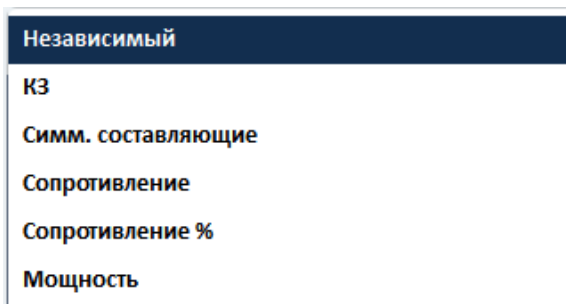 Независимый
КЗ
Симм. составляющие
Сопротивление
Сопротивление %
Мощность